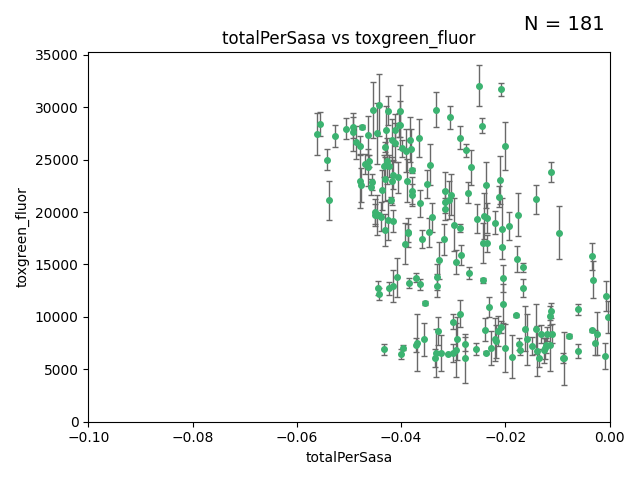 N = 181
totalPerSasa vs toxgreen_fluor
toxgreen_fluor
35000
30000
25000
20000
15000
10000
5000
0
−0.10 −0.08 −0.06 −0.04 −0.02 0.00
totalPerSasa